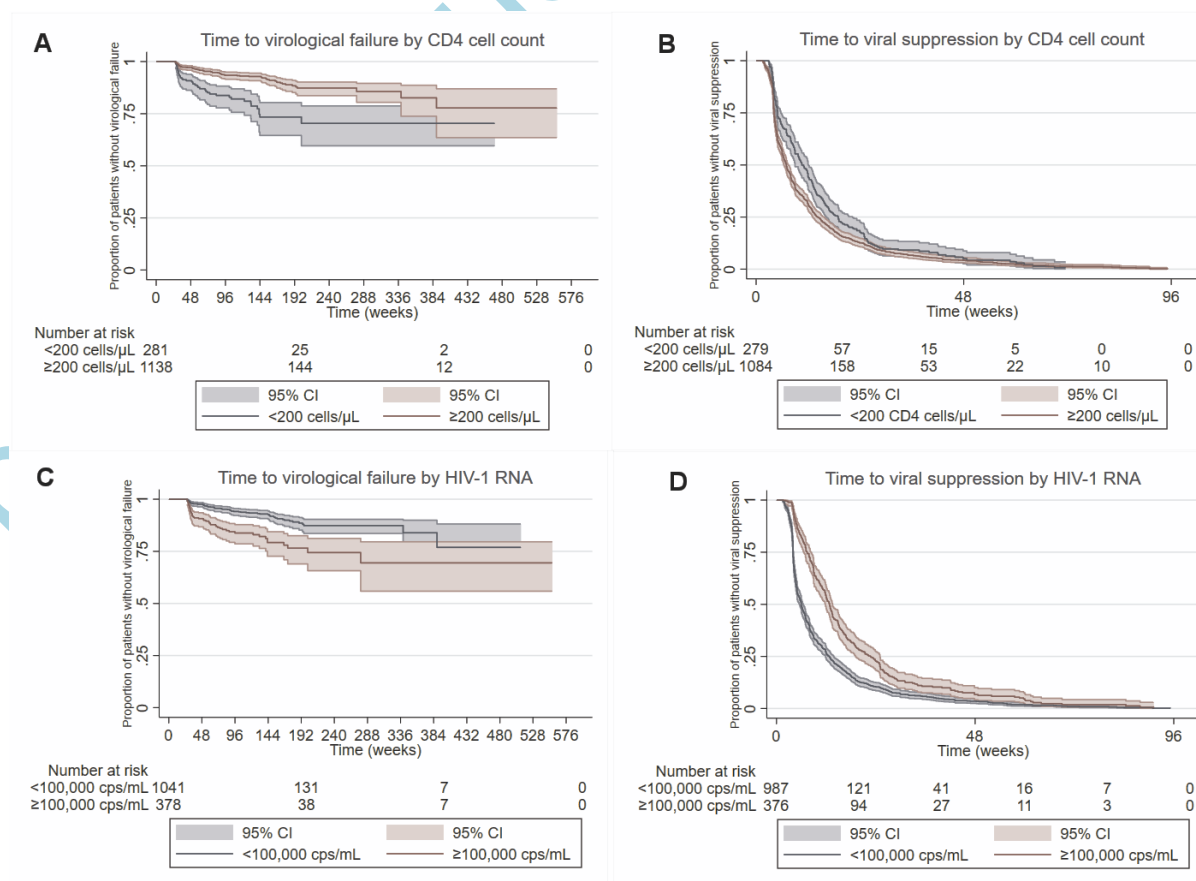 A
Time to virological failure by CD4 cell count
Proportion of patients without virological failure
1
.75
.5
.25
0
0 48 96 144 192 240 288 336 384 432 480 528 576
Time (weeks)
Number at risk
<200 cells/µL 281 25 2 0
≥200 cells/µL 1138 144 12 0
95% CI 95% CI
<200 cells/µL ≥200 cells/µL
B
Time to viral suppression by CD4 cell count
Proportion of patients without viral suppression
1
.75
.5
.25
0
0 48 96
Time (weeks)
Number at risk
<200 cells/µL 279 57 15 5 0 0
≥200 cells/µL 1084 158 53 22 10 0
95% CI 95% CI
<200 CD4 cells/µL ≥200 cells/µL
C
Time to virological failure by HIV-1 RNA
Proportion of patients without virological failure
1
.75
.5
.25
0
0 48 96 144 192 240 288 336 384 432 480 528 576
Time (weeks)
Number at risk
<100,000 cps/mL 1041 131 7 0
≥100,000 cps/mL 378 38 7 0
95% CI 95% CI
<100,000 cps/mL ≥100,000 cps/mL
D
Time to viral suppression by HIV-1 RNA
Proportion of patients without viral suppression
1
.75
.5
.25
0
0 48 96
Time (weeks)
Number at risk
<100,000 cps/mL 987 121 41 16 7 0
≥100,000 cps/mL 376 94 27 11 3 0
95% CI 95% CI
<100,000 cps/mL ≥100,000 cps/mL